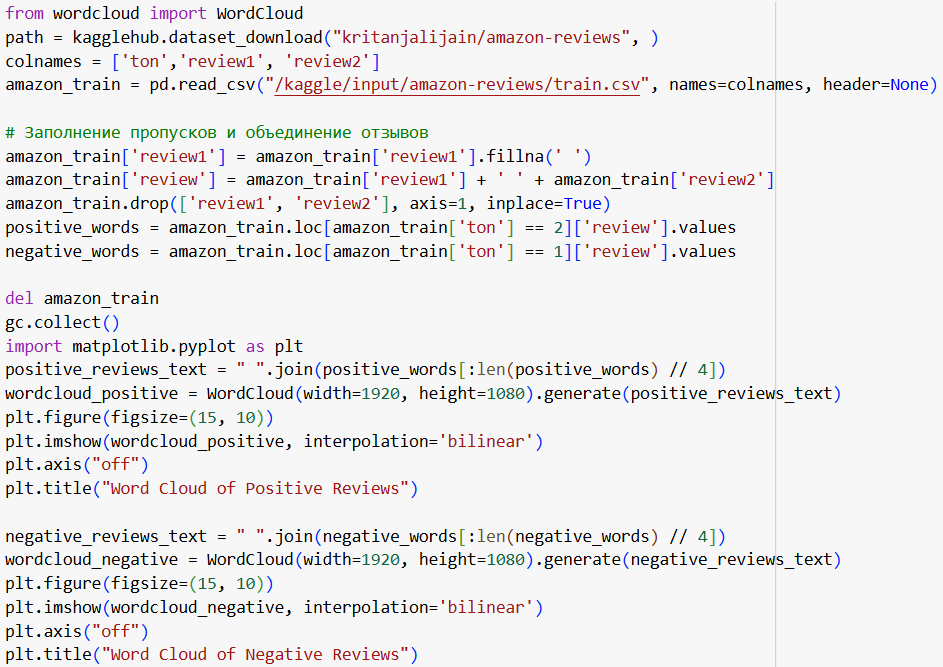 from wordcloud import WordCloud
path = kagglehub.dataset_download("kritanjalijain/amazon-reviews", )
colnames = ['ton','review1', 'review2']
amazon_train = pd.read_csv("/kaggle/input/amazon-reviews/train.csv", names=colnames, header=None)

# Заполнение пропусков и объединение отзывов
amazon_train['review1'] = amazon_train['review1'].fillna(' ')
amazon_train['review'] = amazon_train['review1'] + ' ' + amazon_train['review2']
amazon_train.drop(['review1', 'review2'], axis=1, inplace=True)
positive_words = amazon_train.loc[amazon_train['ton'] == 2]['review'].values
negative_words = amazon_train.loc[amazon_train['ton'] == 1]['review'].values

del amazon_train
gc.collect()
import matplotlib.pyplot as plt
positive_reviews_text = " ".join(positive_words[:len(positive_words) // 4])
wordcloud_positive = WordCloud(width=1920, height=1080).generate(positive_reviews_text)
plt.figure(figsize=(15, 10))
plt.imshow(wordcloud_positive, interpolation='bilinear')
plt.axis("off")
plt.title("Word Cloud of Positive Reviews")

negative_reviews_text = " ".join(negative_words[:len(negative_words) // 4])
wordcloud_negative = WordCloud(width=1920, height=1080).generate(negative_reviews_text)
plt.figure(figsize=(15, 10))
plt.imshow(wordcloud_negative, interpolation='bilinear')
plt.axis("off")
plt.title("Word Cloud of Negative Reviews")